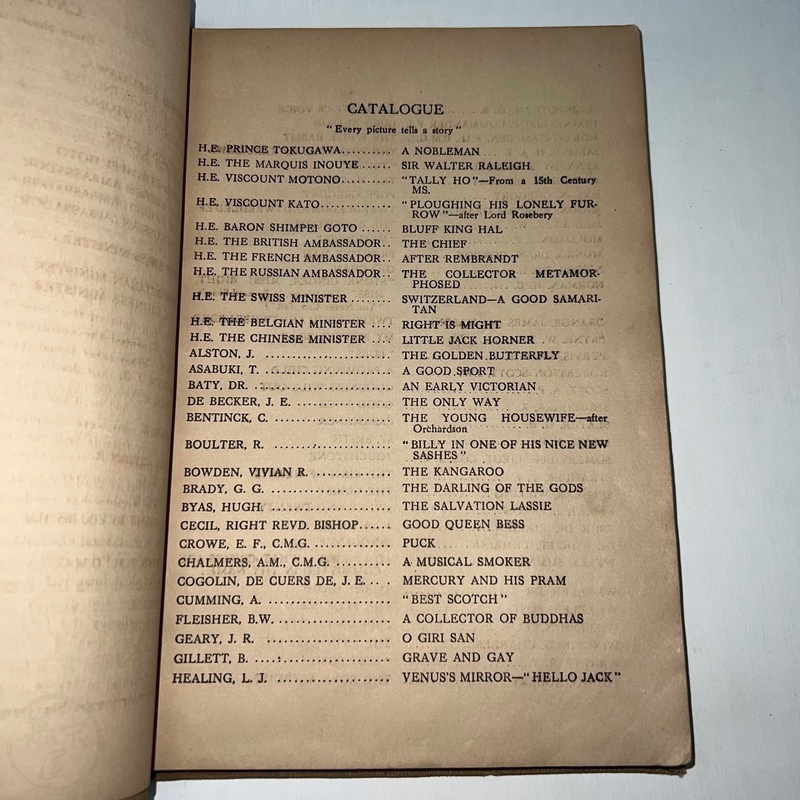 CATALOGUE
"Every picture tells a story"
H.E. PRINCE TOKUGAWA.......... A NOBLEMAN
H.E. THE MARQUIS INOUYE...... SIR WALTER RALEIGH
H.E. VISCOUNT MOTONO.......... "TALLY HO"—From a 15th Century
MS.
H.E. VISCOUNT KATO............ "PLOUGHING HIS LONELY FUR-
ROW"—after Lord Rosebery
H.E. BARON SHIMPEI GOTO ...... BLUFF KING HAL
H.E. THE BRITISH AMBASSADOR.. THE CHIEF
H.E. THE FRENCH AMBASSADOR.. AFTER REMBRANDT
H.E. THE RUSSIAN AMBASSADOR.. THE COLLECTOR METAMOR-
PHOSED
H.E. THE SWISS MINISTER ........ SWITZERLAND—A GOOD SAMARI-
TAN
H.E. THE BELGIAN MINISTER .... RIGHT IS MIGHT
H.E. THE CHINESE MINISTER .... LITTLE JACK HORNER
ALSTON, J. .................... THE GOLDEN BUTTERFLY
ASABUKI, T. .................... A GOOD SPORT
BATY, DR. ...................... AN EARLY VICTORIAN
DE BECKER, J. E. ................ THE ONLY WAY
BENTINCK, C. .................. THE YOUNG HOUSEWIFE—after
Orchardson
BOULTER, R. .................. "BILLY IN ONE OF HIS NICE NEW
SASHES"
BOWDEN, VIVIAN R. ............ THE KANGAROO
BRADY, G. G. .................. THE DARLING OF THE GODS
BYAS, HUGH. .................. THE SALVATION LASSIE
CECIL, RIGHT REVD. BISHOP...... GOOD QUEEN BESS
CROWE, E. F., C.M.G. ............ PUCK
CHALMERS, A.M., C.M.G. ........ A MUSICAL SMOKER
COGOLIN, DE CUERS DE, J. E. .. . MERCURY AND HIS PRAM
CUMMING, A. .................. "BEST SCOTCH"
FLEISHER, B.W. ................ A COLLECTOR OF BUDDHAS
GEARY, J. R. .................. O GIRI SAN
GILLETT, B. .................... GRAVE AND GAY
HEALING, L. J. .................. VENUS'S MIRROR—"HELLO JACK"